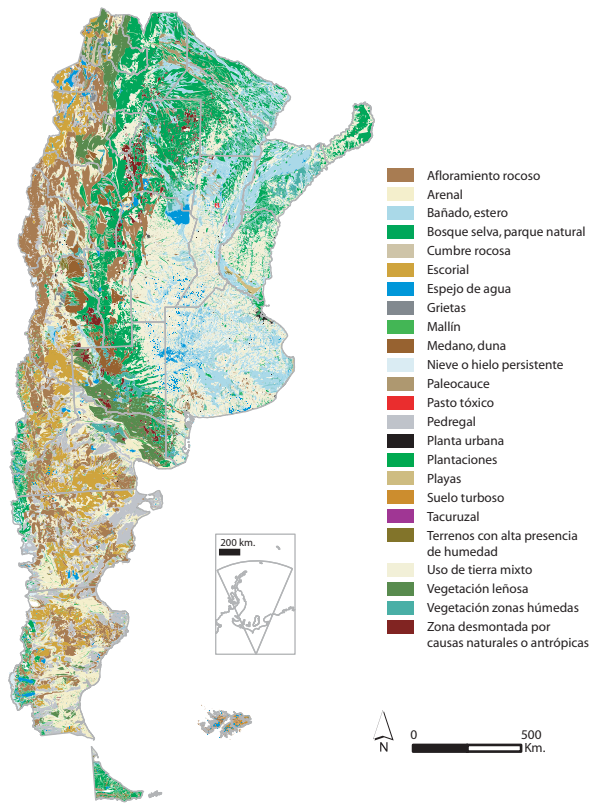 Afloramiento rocoso
Arenal
Bañado, estero
Bosque selva, parque natural
Cumbre rocosa
Escorial
Espejo de agua
Grietas
Mallín
Medano, duna
Nieve o hielo persistente
Paleocauce
Pasto tóxico
Pedregal
Planta urbana
Plantaciones
Playas
Suelo turboso
Tacuruzal
Terrenos con alta presencia
de humedad
Uso de tierra mixto
Vegetación leñosa
Vegetación zonas húmedas
Zona desmontada por
causas naturales o antrópicas
200 km.
N
0 500
Km.